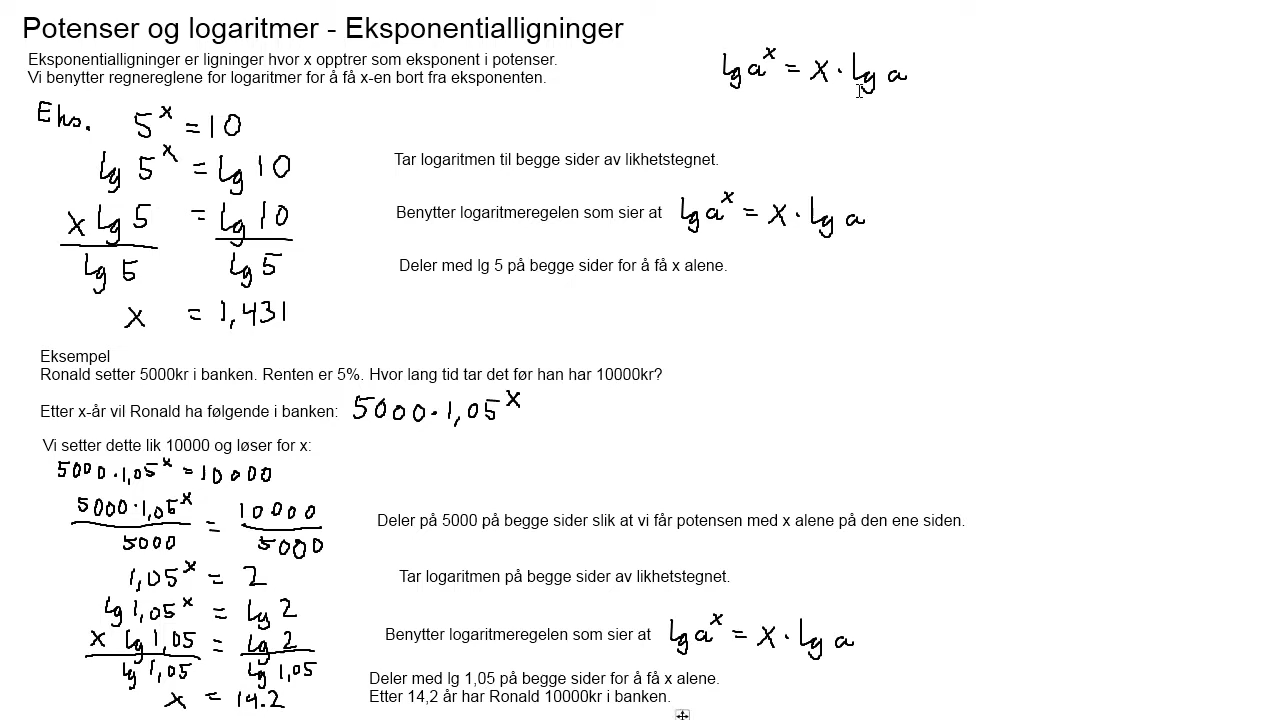 Potenser og logaritmer - Eksponentialligninger
Eksponentialligninger er ligninger hvor x opptrer som eksponent i potenser.
Vi benytter regnereglene for logaritmer for å få x-en bort fra eksponenten.
lg a^x = x · lg a
Eks. 5^x = 10
lg 5^x = lg 10 Tar logaritmen til begge sider av likhetstegnet.
x lg 5 = lg 10 Benytter logaritmeregelen som sier at lg a^x = x · lg a
lg 5 lg 5 Deler med lg 5 på begge sider for å få x alene.
x = 1,431
Eksempel
Ronald setter 5000kr i banken. Renten er 5%. Hvor lang tid tar det før han har 10000kr?
Etter x-år vil Ronald ha følgende i banken: 5000·1,05^x
Vi setter dette lik 10000 og løser for x:
5000·1,05^x = 10000
5000·1,05^x = 10000
5000 5000
Deler på 5000 på begge sider slik at vi får potensen med x alene på den ene siden.
1,05^x = 2 Tar logaritmen på begge sider av likhetstegnet.
lg 1,05^x = lg 2
x lg 1,05 = lg 2 Benytter logaritmeregelen som sier at lg a^x = x · lg a
lg 1,05 lg 1,05 Deler med lg 1,05 på begge sider for å få x alene.
x = 14.2 Etter 14,2 år har Ronald 10000kr i banken.